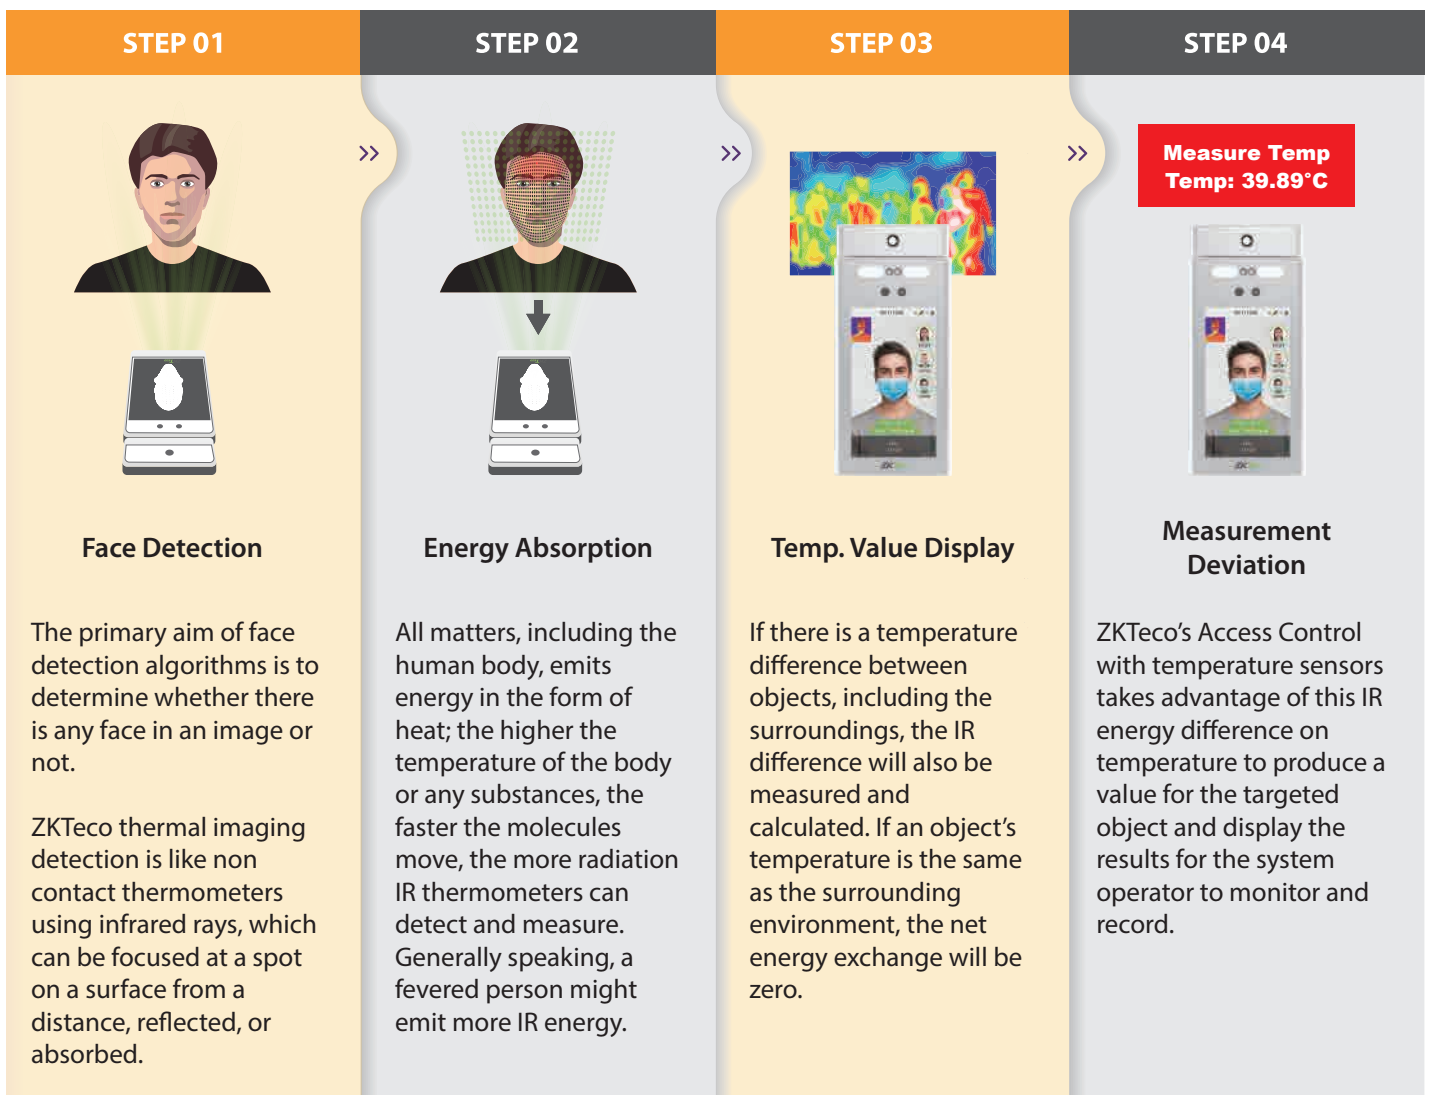 STEP 01
STEP 02
STEP 03
STEP 04
Measure Temp
Temp: 39.89°C
Face Detection
The primary aim of face
detection algorithms is to
determine whether there
is any face in an image or
not.
ZKTeco thermal imaging
detection is like non
contact thermometers
using infrared rays, which
can be focused at a spot
on a surface from a
distance, reflected, or
absorbed.
Energy Absorption
All matters, including the
human body, emits
energy in the form of
heat; the higher the
temperature of the body
or any substances, the
faster the molecules
move, the more radiation
IR thermometers can
detect and measure.
Generally speaking, a
fevered person might
emit more IR energy.
Temp. Value Display
If there is a temperature
difference between
objects, including the
surroundings, the IR
difference will also be
measured and
calculated. If an object’s
temperature is the same
as the surrounding
environment, the net
energy exchange will be
zero.
Measurement
Deviation
ZKTeco’s Access Control
with temperature sensors
takes advantage of this IR
energy difference on
temperature to produce a
value for the targeted
object and display the
results for the system
operator to monitor and
record.